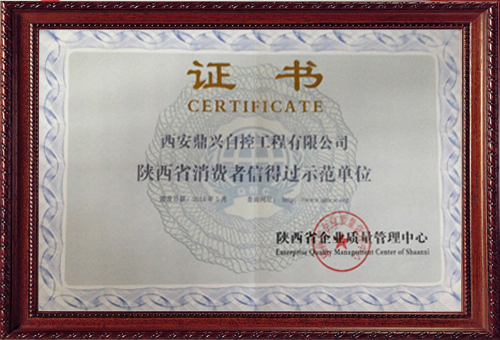 证书
CERTIFICATE
西安鼎兴自控工程有限公司
陕西省消费者信得过示范单位
QMC
陕西省企业质量管理中心
Enterprise Quality Management Center of Shaanxi